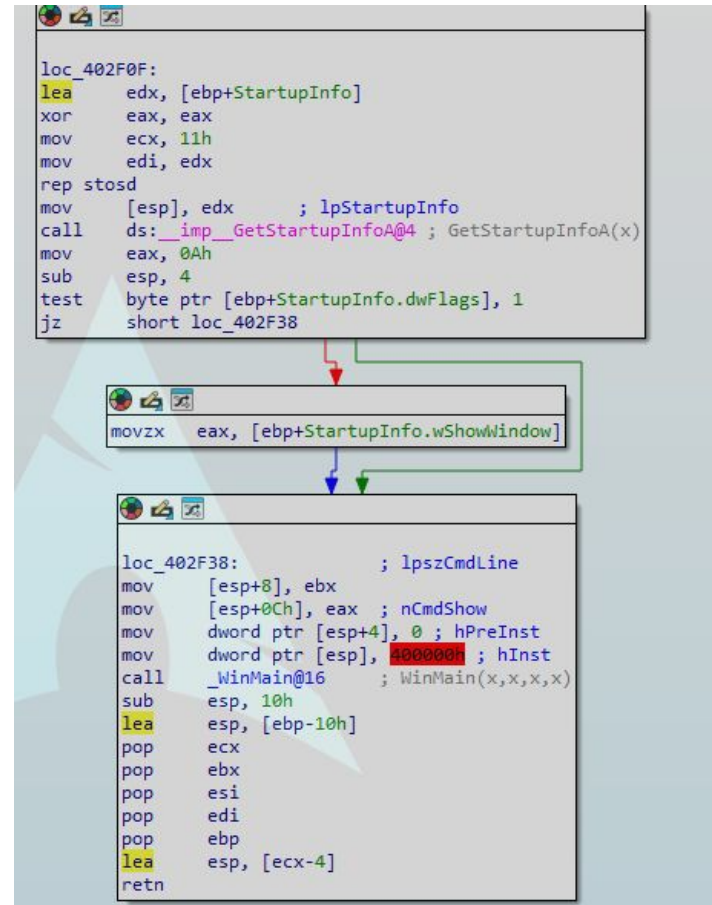 loc_402F0F:
lea edx, [ebp+StartupInfo]
xor eax, eax
mov ecx, 11h
mov edi, edx
rep stosd
mov [esp], edx ; lpStartupInfo
call ds:__imp__GetStartupInfoA@4 ; GetStartupInfoA(x)
mov eax, 0Ah
sub esp, 4
test byte ptr [ebp+StartupInfo.dwFlags], 1
jz short loc_402F38
movzx eax, [ebp+StartupInfo.wShowWindow]
loc_402F38: ; lpszCmdLine
mov [esp+8], ebx
mov [esp+0Ch], eax ; nCmdShow
mov dword ptr [esp+4], 0 ; hPreInst
mov dword ptr [esp], 400000h ; hInst
call _WinMain@16 ; WinMain(x,x,x,x)
sub esp, 10h
lea esp, [ebp-10h]
pop ecx
pop ebx
pop esi
pop edi
pop ebp
lea esp, [ecx-4]
retn